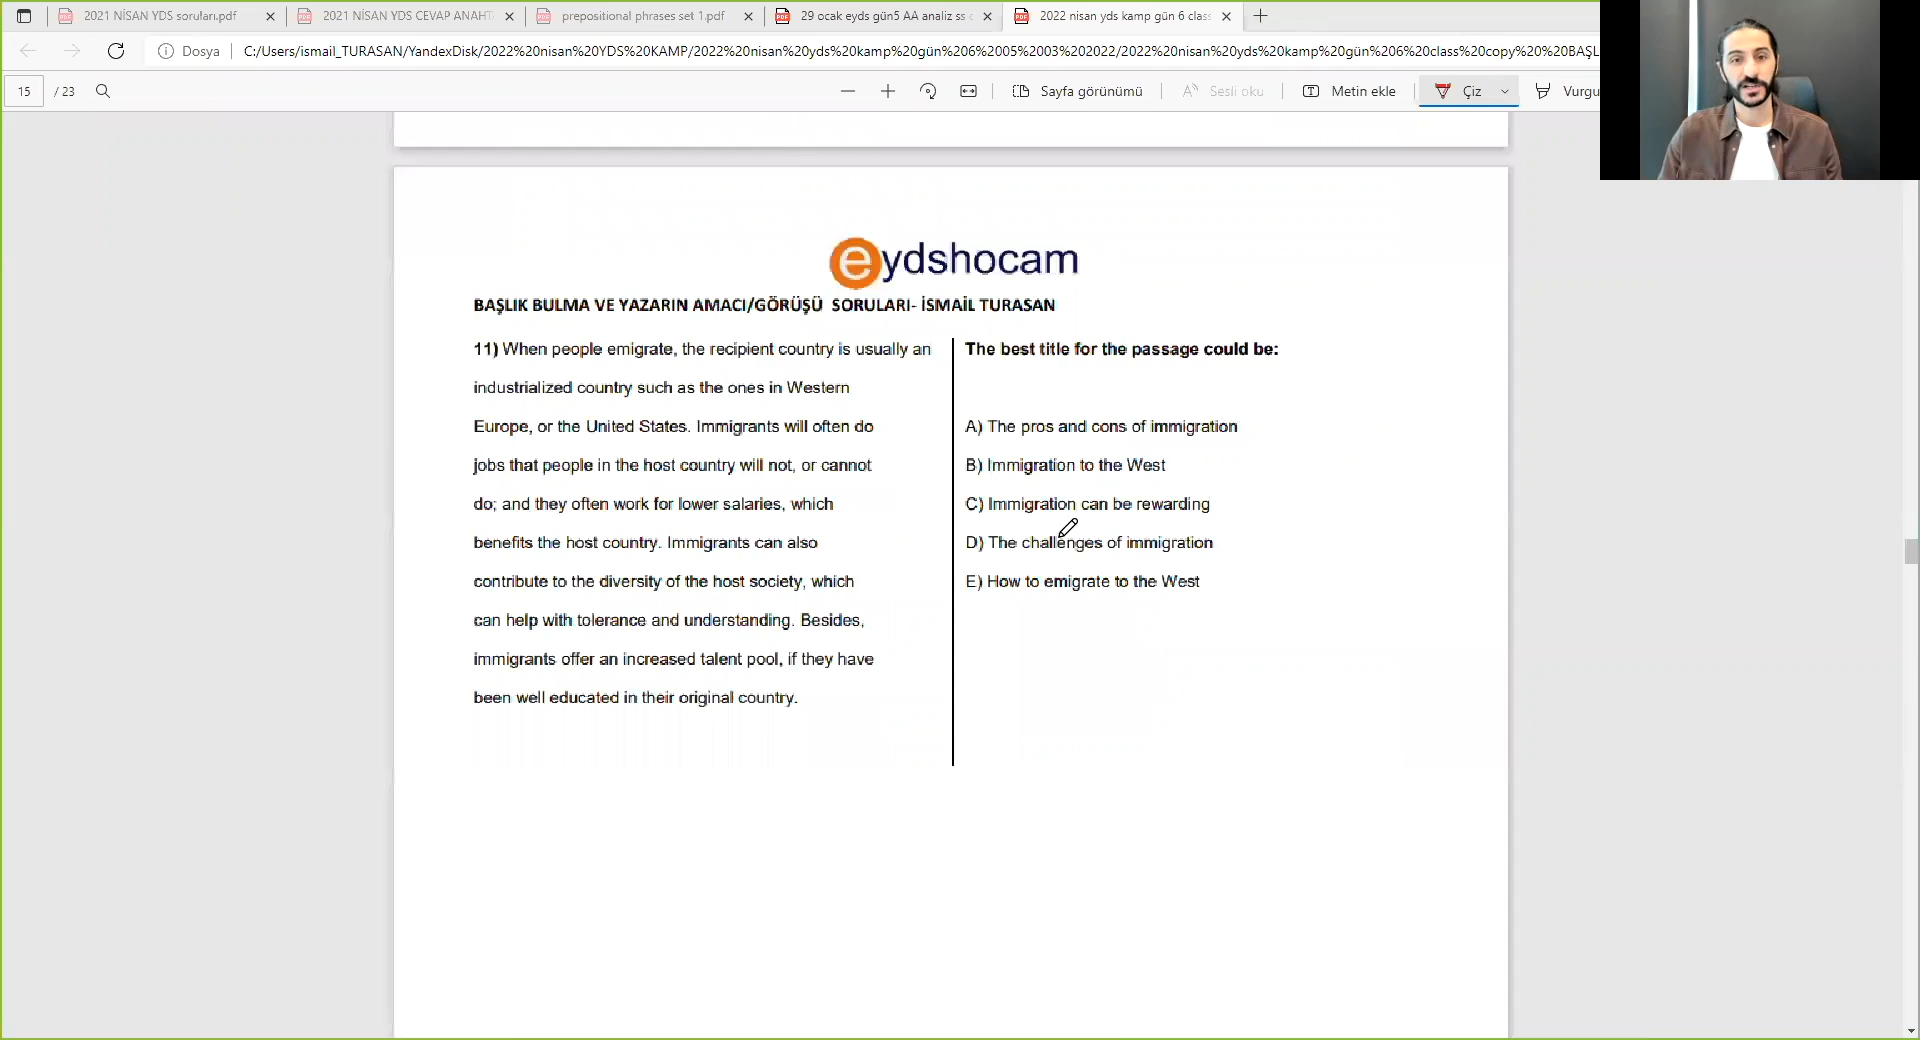 2021 NİSAN YDS soruları.pdf
2021 NİSAN YDS CEVAP ANAHT
prepositional phrases set 1.pdf
29 ocak eyds gün5 AA analiz ss
2022 nisan yds kamp gün 6 class
Dosya
C:/Users/ismail_TURASAN/YandexDisk/2022%20nisan%20YDS%20KAMP/2022%20nisan%20yds%20kamp%20gün%206%2005%2003%202022/2022%20nisan%20yds%20kamp%20gün%206%20class%20copy%20%20BAŞL
15 / 23
Sayfa görünümü
Sesli oku
Metin ekle
Çiz
Vurgu
eydshocam
BAŞLIK BULMA VE YAZARIN AMACI/GÖRÜŞÜ SORULARI- İSMAİL TURASAN
11) When people emigrate, the recipient country is usually an
industrialized country such as the ones in Western
Europe, or the United States. Immigrants will often do
jobs that people in the host country will not, or cannot
do; and they often work for lower salaries, which
benefits the host country. Immigrants can also
contribute to the diversity of the host society, which
can help with tolerance and understanding. Besides,
immigrants offer an increased talent pool, if they have
been well educated in their original country.
The best title for the passage could be:
A) The pros and cons of immigration
B) Immigration to the West
C) Immigration can be rewarding
D) The challenges of immigration
E) How to emigrate to the West